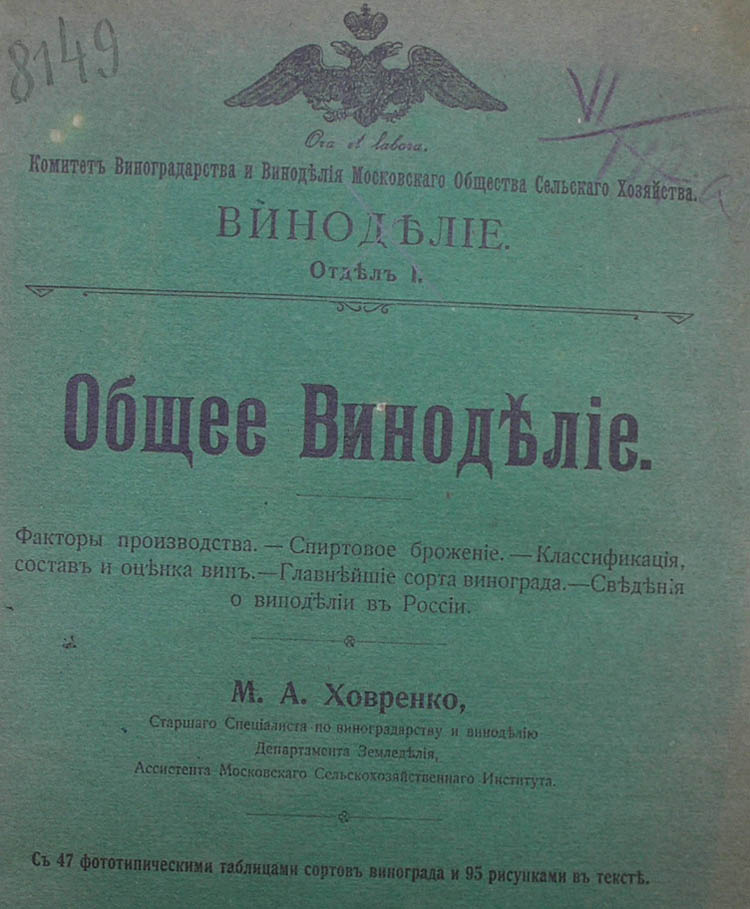 8149
VI
Ora et labora.
Комитетъ Виноградарства и Винодѣлія Московскаго Общества Сельскаго Хозяйства.
ВИНОДѢЛІЕ.
Отдѣлъ I.
Общее Винодѣліе.
Факторы производства. — Спиртовое броженіе. — Классификація,
составъ и оцѣнка винъ. — Главнѣйшіе сорта винограда. — Свѣдѣнія
о винодѣліи въ Россіи.
М. А. Ховренко,
Старшаго Спеціалиста по виноградарству и винодѣлію
Департамента Земледѣлія,
Ассистента Московскаго Сельскохозяйственнаго Института.
Съ 47 фототипическими таблицами сортовъ винограда и 95 рисунками въ текстѣ.